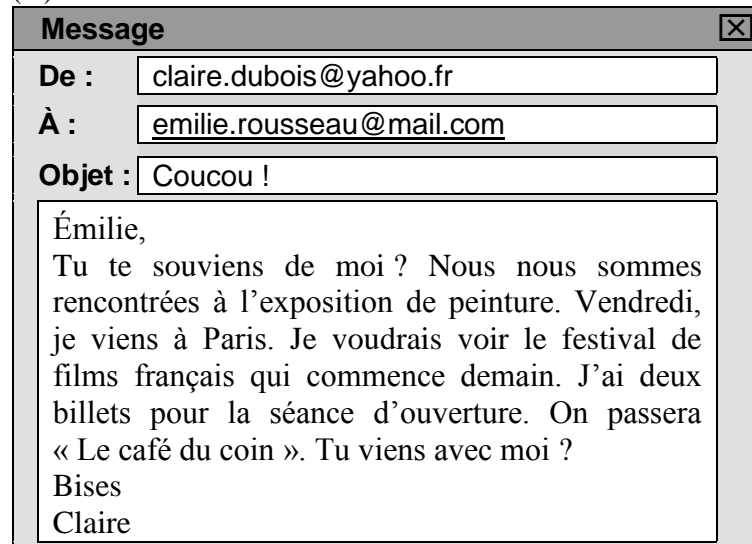 Message
De : claire.dubois@yahoo.fr
À : emilie.rousseau@mail.com
Objet : Coucou !
Émilie,
Tu te souviens de moi ? Nous nous sommes
rencontrées à l’exposition de peinture. Vendredi,
je viens à Paris. Je voudrais voir le festival de
films français qui commence demain. J’ai deux
billets pour la séance d’ouverture. On passera
« Le café du coin ». Tu viens avec moi ?
Bises
Claire